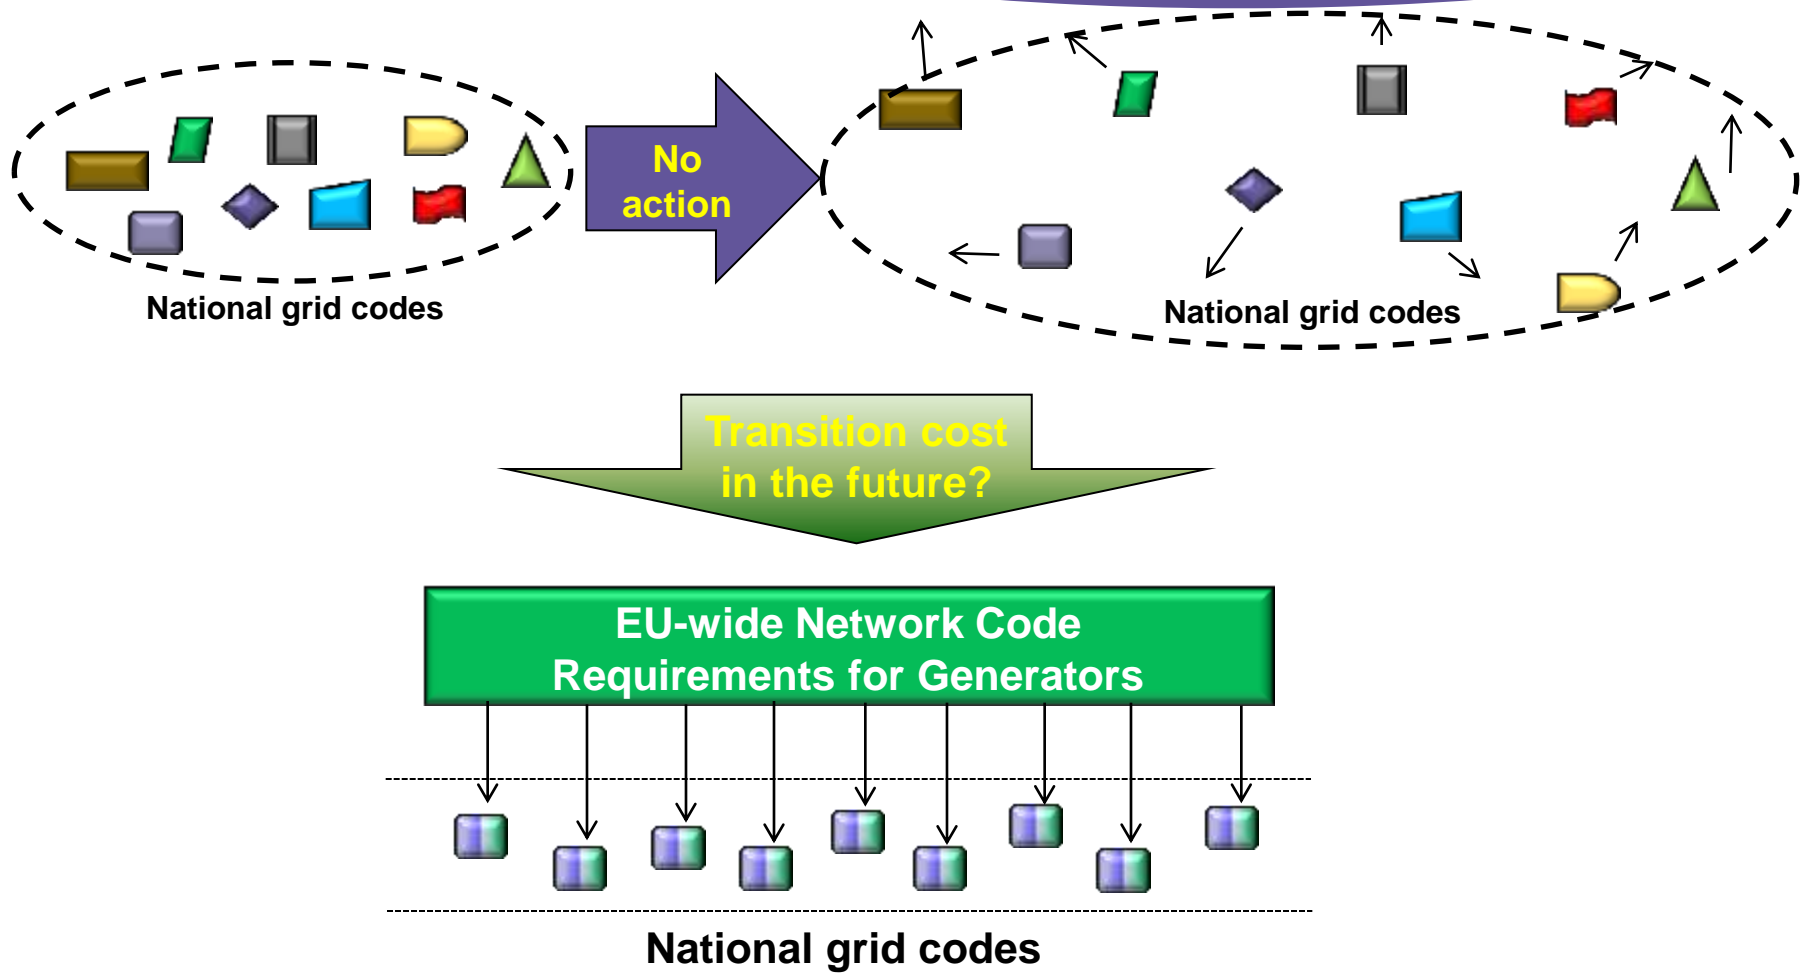 No
action
National grid codes
National grid codes
Transition cost
in the future?
EU-wide Network Code
Requirements for Generators
National grid codes